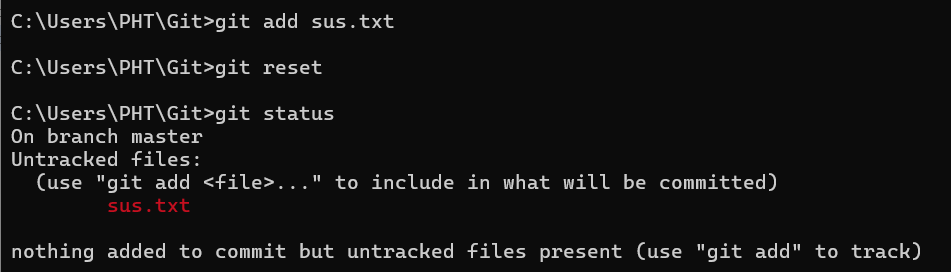 C:\Users\PHT\Git>git add sus.txt
C:\Users\PHT\Git>git reset
C:\Users\PHT\Git>git status
On branch master
Untracked files:
  (use "git add <file>..." to include in what will be committed)
        sus.txt
nothing added to commit but untracked files present (use "git add" to track)